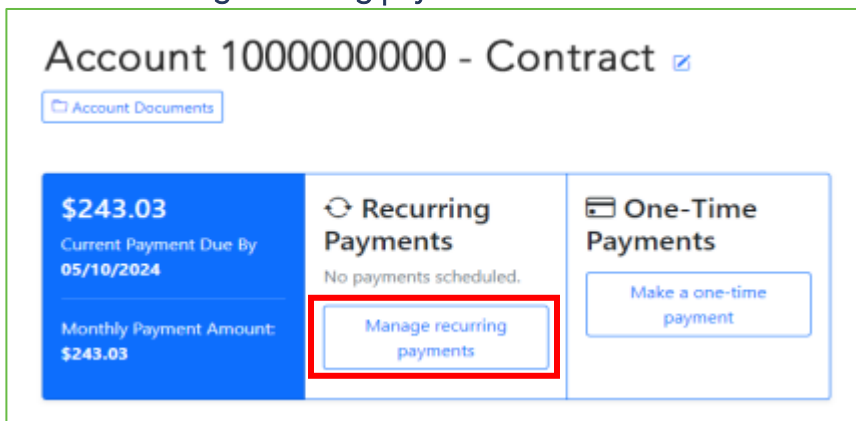 Account 1000000000 - Contract
Account Documents
$243.03
Current Payment Due By
05/10/2024
Monthly Payment Amount:
$243.03
Recurring
Payments
No payments scheduled.
Manage recurring
payments
One-Time
Payments
Make a one-time
payment